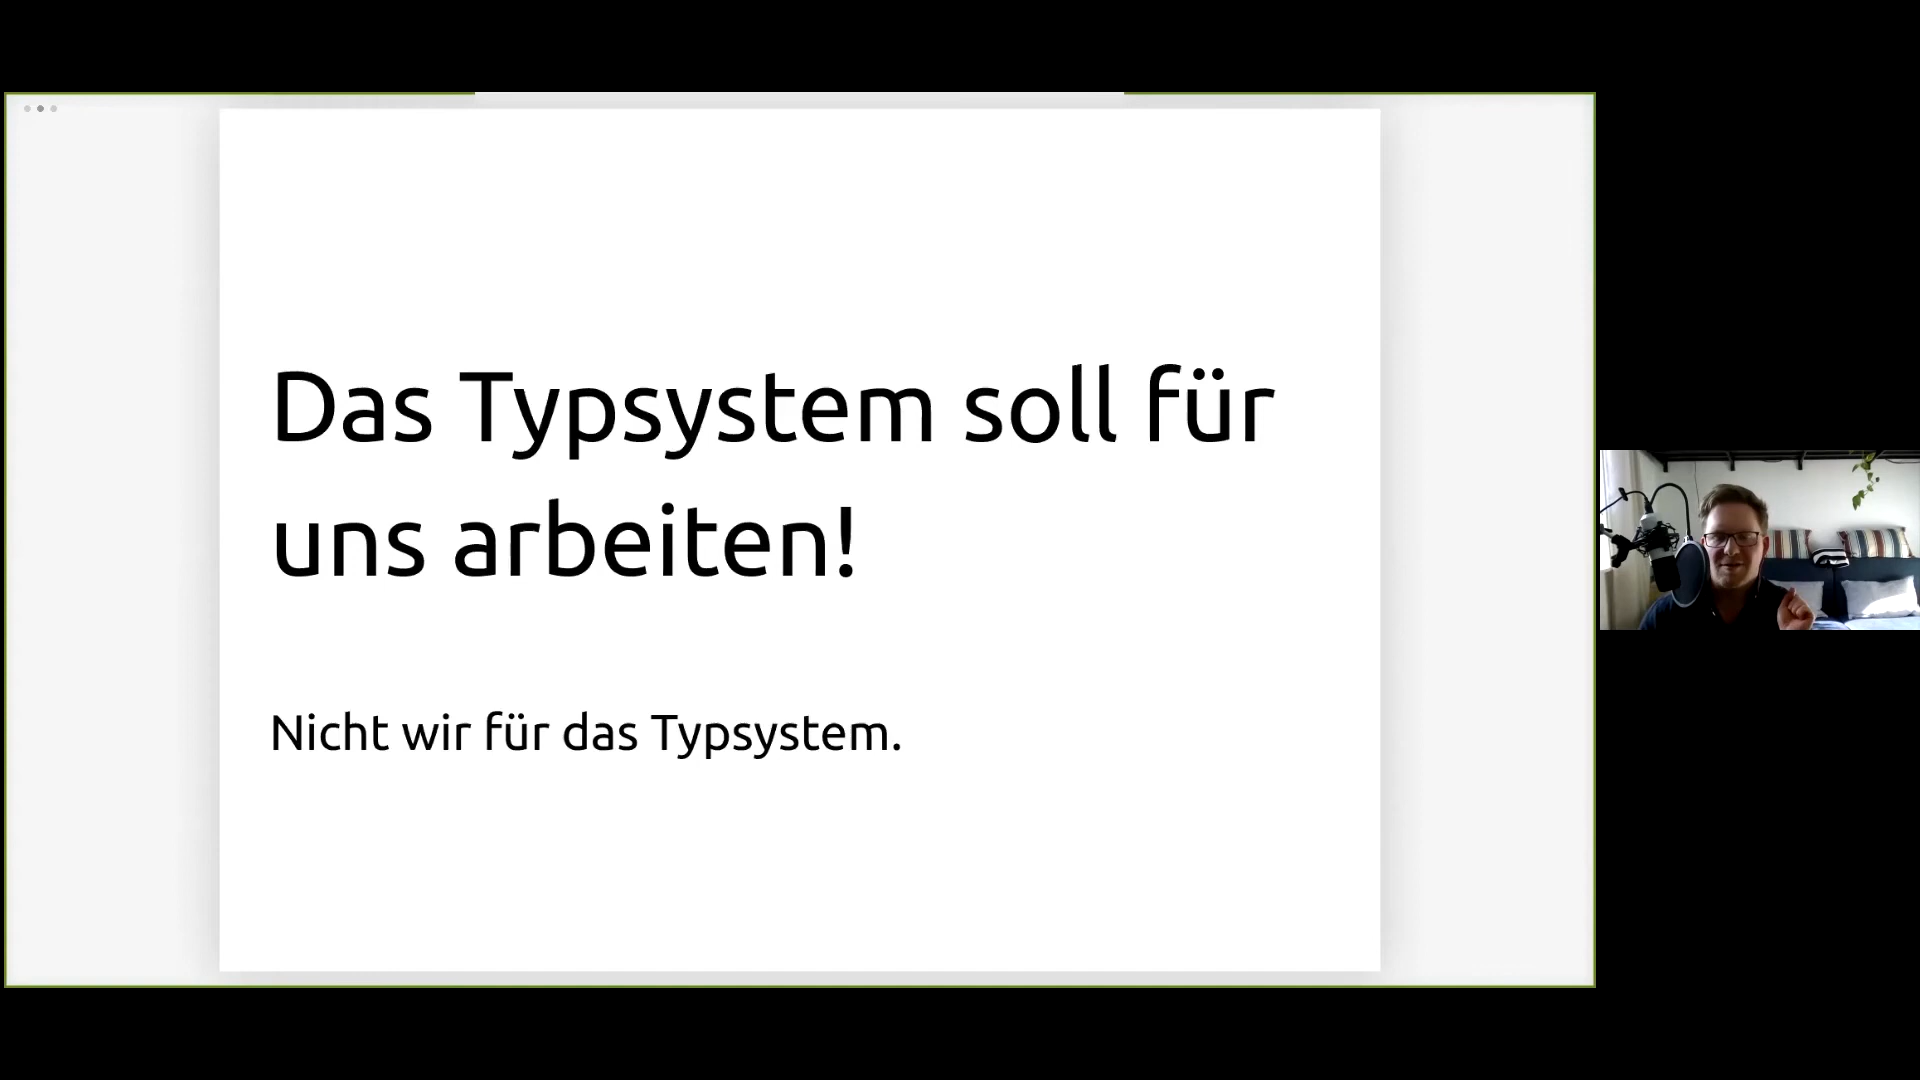 Das Typsystem soll für
uns arbeiten!
Nicht wir für das Typsystem.